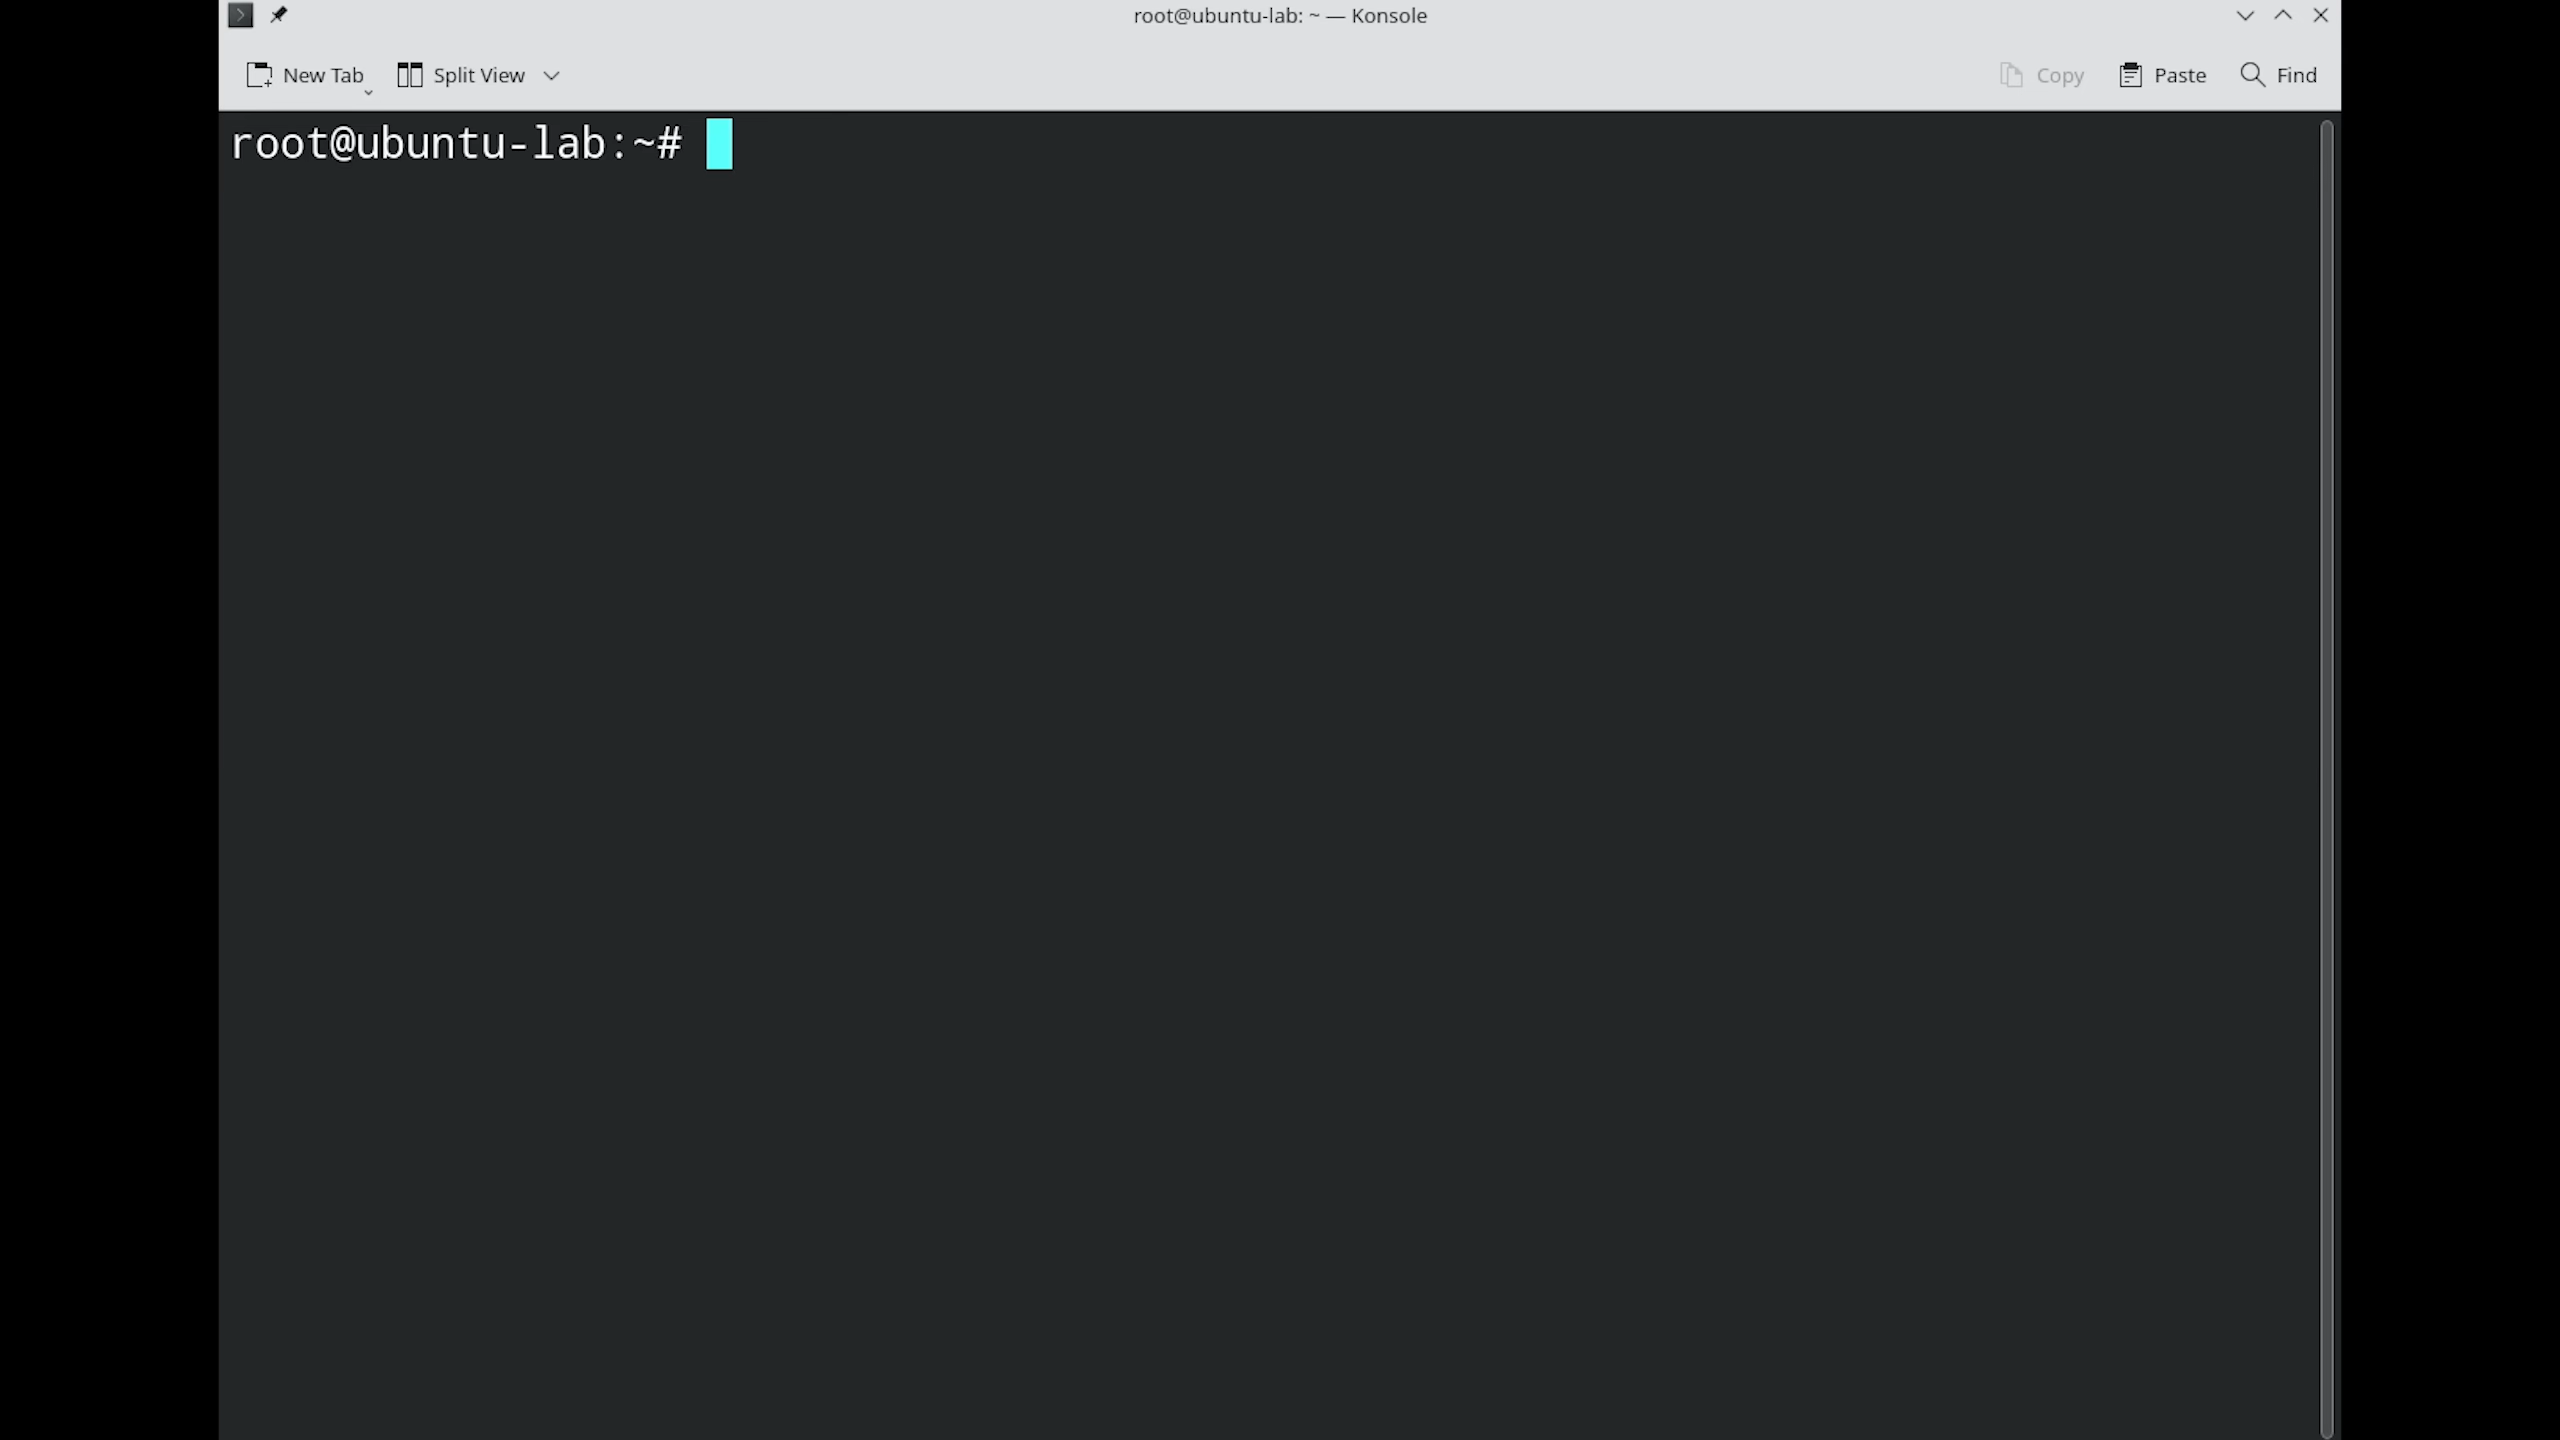 root@ubuntu-lab: ~ — Konsole
New Tab
Split View
Copy
Paste
Find
root@ubuntu-lab:~#